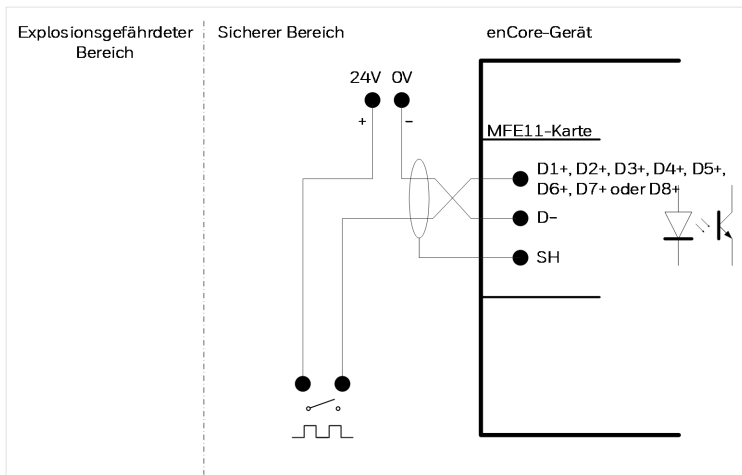 Explosionsgefährdeter
Bereich
Sicherer Bereich
enCore-Gerät
24V 0V
+ −
MFE11-Karte
D1+, D2+, D3+, D4+, D5+,
D6+, D7+ oder D8+
D-
SH